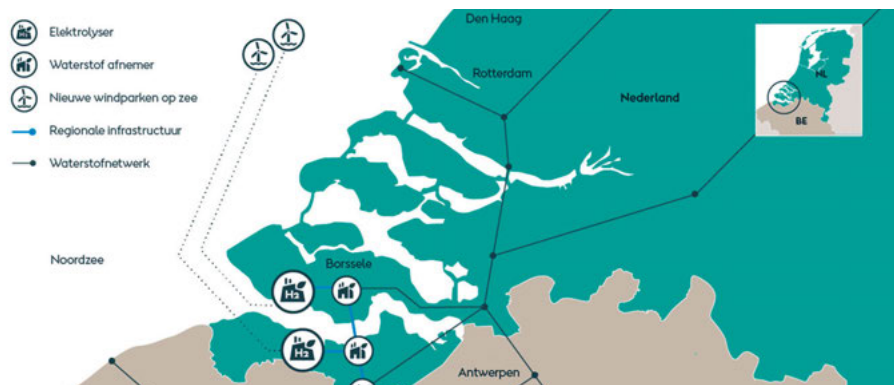 Elektrolyser
Waterstof afnemer
Nieuwe windparken op zee
Regionale infrastructuur
Waterstofnetwerk
Den Haag
Rotterdam
Nederland
NL
BE
Noordzee
Borssele
H2
H2
Antwerpen